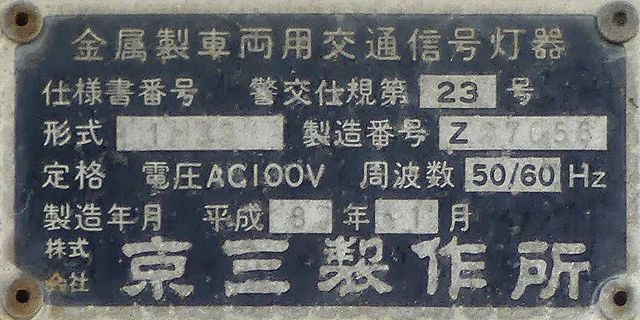 金属製車両用交通信号灯器
仕様書番号 警交仕規第 23 号
形式 製造番号 Z
定格 電圧AC100V 周波数 50/60 Hz
製造年月 平成 8 年 月
株式会社 京三製作所